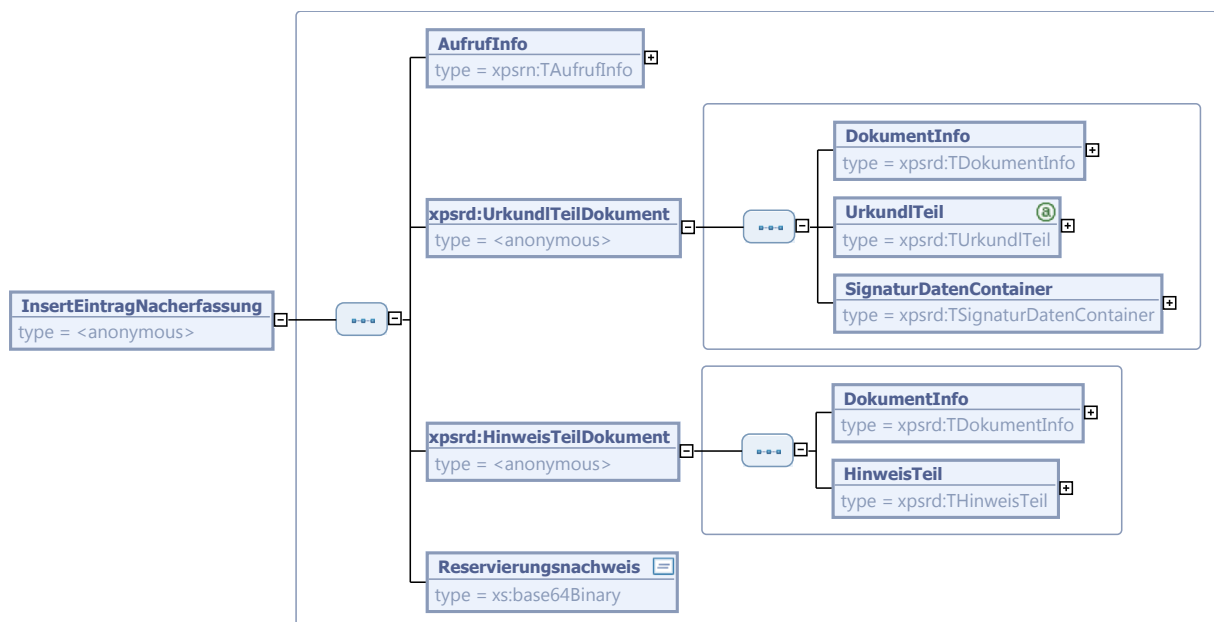 AufrufInfo
type = xpsrn:TAufrufInfo
DokumentInfo
type = xpsrd:TDokumentInfo
xpsrd:UrkundlTeilDokument
type = <anonymous>
UrkundlTeil
type = xpsrd:TUrkundlTeil
SignaturDatenContainer
type = xpsrd:TSignaturDatenContainer
InsertEintragNacherfassung
type = <anonymous>
DokumentInfo
type = xpsrd:TDokumentInfo
xpsrd:HinweisTeilDokument
type = <anonymous>
HinweisTeil
type = xpsrd:THinweisTeil
Reservierungsnachweis
type = xs:base64Binary